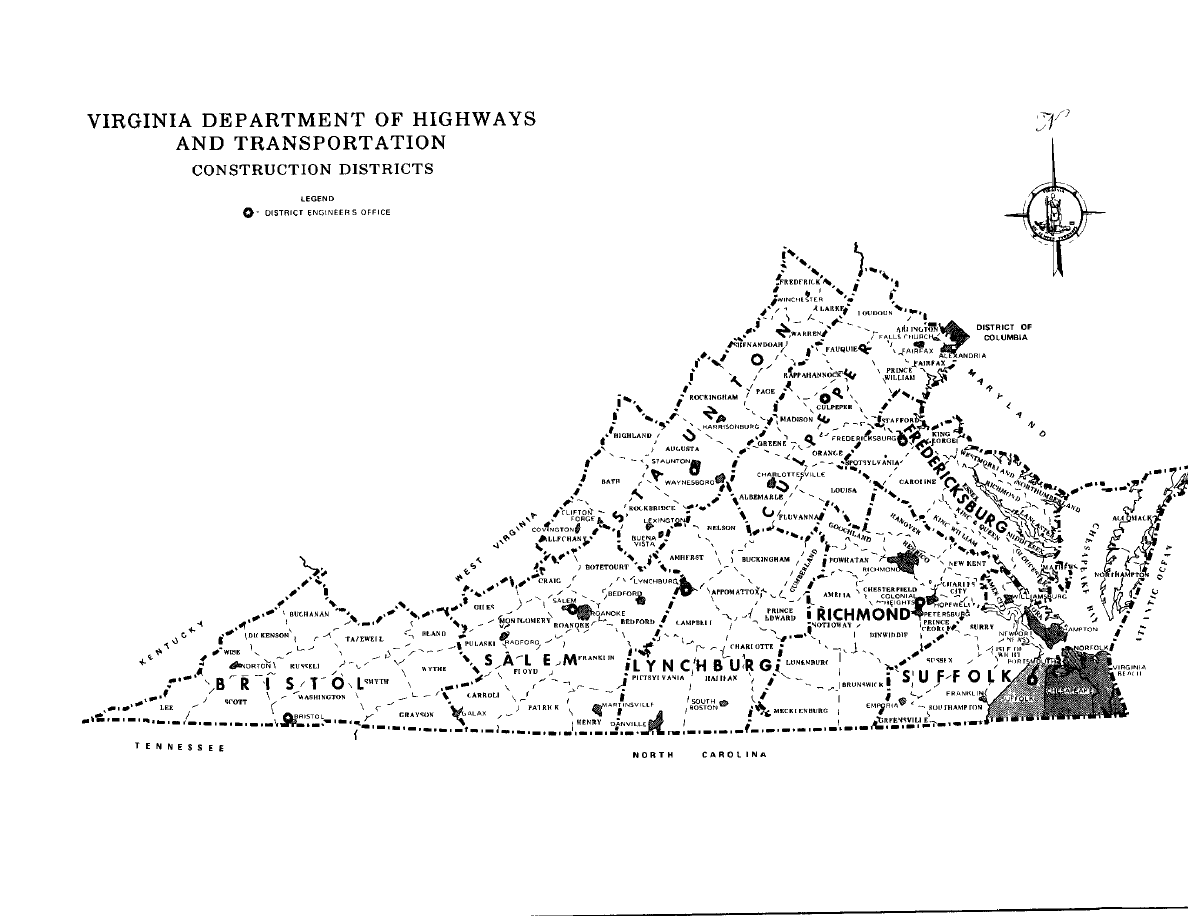 VIRGINIA DEPARTMENT OF HIGHWAYS
AND TRANSPORTATION
CONSTRUCTION DISTRICTS
LEGEND
- DISTRICT ENGINEER'S OFFICE
N
FREDERICK
WINCHESTER
CLARKE
LOUDOUN
ARLINGTON
FALLS CHURCH
DISTRICT OF
COLUMBIA
WARREN
SHENANDOAH
FAUQUIER
FAIRFAX
ALEXANDRIA
FAIRFAX
PRINCE
WILLIAM
MARYLAND
RAPPAHANNOCK
PAGE
ROCKINGHAM
CULPEPER
MADISON
STAFFORD
HARRISONBURG
HIGHLAND
GREENE
FREDERICKSBURG
KING
GEORGE
AUGUSTA
ORANGE
STAUNTON
SPOTSYLVANIA
WESTMORELAND
STAUNTON
CULPEPER
FREDERICKSBURG
WAYNESBORO
CHARLOTTESVILLE
BATH
CAROLINE
ESSEX
RICHMOND
NORTHUMBERLAND
ALBEMARLE
LOUISA
ROCKBRIDGE
LANCASTER
CLIFTON
FORGE
LEXINGTON
FLUVANNA
HANOVER
KING WILLIAM
KING & QUEEN
MIDDLESEX
ACCOMACK
CHESAPEAKE BAY
ATLANTIC OCEAN
COVINGTON
ALLEGHANY
NELSON
GOOCHLAND
BUENA
VISTA
WEST VIRGINIA
HENRICO
GLOUCESTER
AMHERST
BUCKINGHAM
CUMBERLAND
POWHATAN
RICHMOND
NEW KENT
MATHEWS
NORTHAMPTON
BOTETOURT
CRAIG
LYNCHBURG
CHARLES
CITY
APPOMATTOX
AMELIA
CHESTERFIELD
COLONIAL
HEIGHTS
WILLIAMSBURG
SALEM
BEDFORD
HOPEWELL
GILES
ROANOKE
PRINCE
EDWARD
RICHMOND
PETERSBURG
BUCHANAN
MONTGOMERY
ROANOKE
BEDFORD
CAMPBELL
NOTTOWAY
PRINCE
GEORGE
SURRY
HAMPTON
KENTUCKY
DICKENSON
TAZEWELL
BLAND
PULASKI
RADFORD
DINWIDDIE
NEWPORT
NEWS
WISE
CHARLOTTE
ISLE OF
WIGHT
NORFOLK
SALEM
FRANKLIN
LYNCHBURG
LUNENBURG
SUSSEX
PORTSMOUTH
NORTON
RUSSELL
WYTHE
FLOYD
PITTSYLVANIA
HALIFAX
SUFFOLK
VIRGINIA
BEACH
BRISTOL
SMYTH
BRUNSWICK
LEE
SCOTT
WASHINGTON
CARROLL
FRANKLIN
SUFFOLK
CHESAPEAKE
GRAYSON
GALAX
PATRICK
MARTINSVILLE
SOUTH
BOSTON
MECKLENBURG
EMPORIA
SOUTHAMPTON
BRISTOL
HENRY
DANVILLE
GREENSVILLE
TENNESSEE
NORTH CAROLINA